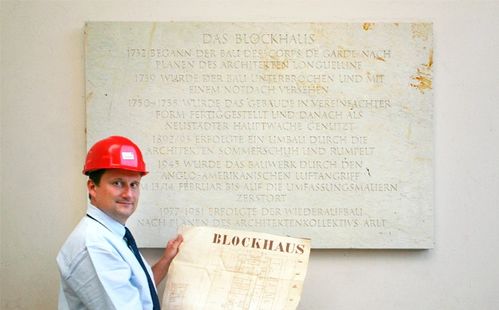 DAS BLOCKHAUS
1732 BEGANN DER BAU DES CORPS DE GARDE NACH
PLÄNEN DES ARCHITEKTEN LONGUELUNE
1739 WURDE DER BAU UNTERBROCHEN UND MIT
EINEM NOTDACH VERSEHEN
1750-1755 WURDE DAS GEBÄUDE IN VEREINFACHTER
FORM FERTIGGESTELLT UND DANACH ALS
NEUSTÄDTER HAUPTWACHE GENUTZT
1892/93 ERFOLGTE EIN UMBAU DURCH DIE
ARCHITEKTEN SOMMERSCHUH UND RUMPELT
1945 WURDE DAS BAUWERK DURCH DEN
ANGLO-AMERIKANISCHEN LUFTANGRIFF
M 13./14. FEBRUAR BIS AUF DIE UMFASSUNGSMAUERN
ZERSTÖRT
1977-1981 ERFOLGTE DER WIEDERAUFBAU
NACH PLÄNEN DES ARCHITEKTENKOLLEKTIVS ARLT
BLOCKHAUS